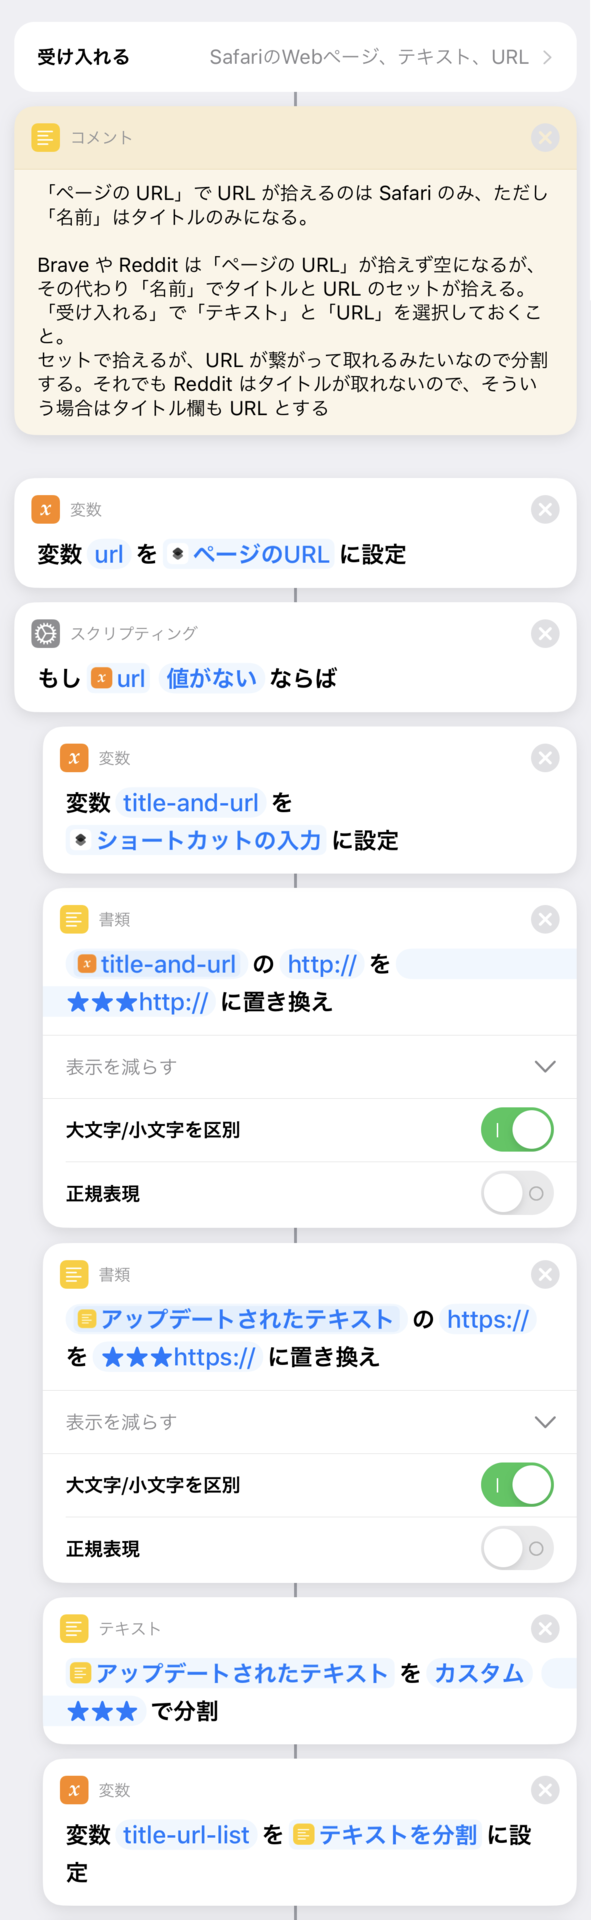 受け入れる SafariのWebページ、テキスト、URL
コメント
「ページの URL」で URL が拾えるのは Safari のみ、ただし
「名前」はタイトルのみになる。
Brave や Reddit は「ページの URL」が拾えず空になるが、
その代わり「名前」でタイトルと URL のセットが拾える。
「受け入れる」で「テキスト」と「URL」を選択しておくこ
と。
セットで拾えるが、URL が繋がって取れるみたいなので分割
する。それでも Reddit はタイトルが取れないので、そうい
う場合はタイトル欄も URL とする
変数
変数 url を ページのURL に設定
スクリプティング
もし url 値がない ならば
変数
変数 title-and-url を
ショートカットの入力 に設定
書類
title-and-url の http:// を
★★★http:// に置き換え
表示を減らす
大文字/小文字を区別
正規表現
書類
アップデートされたテキスト の https://
を ★★★https:// に置き換え
表示を減らす
大文字/小文字を区別
正規表現
テキスト
アップデートされたテキスト を カスタム
★★★ で分割
変数
変数 title-url-list を テキストを分割 に設
定